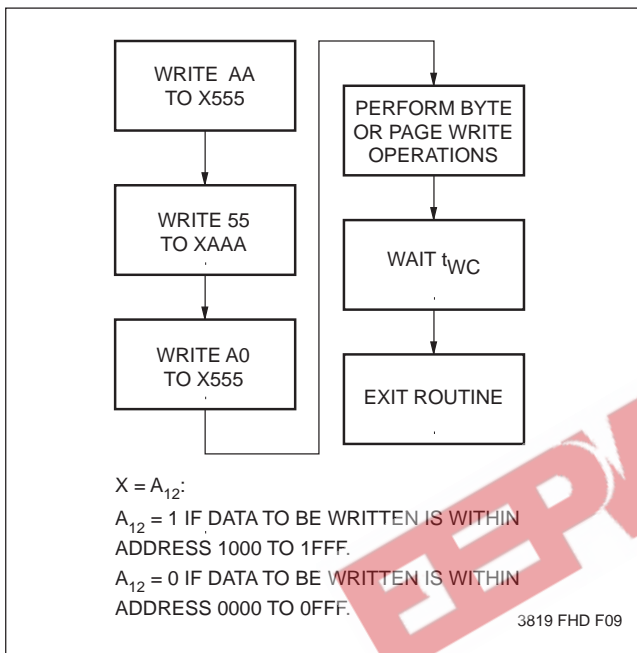 WRITE AA
TO X555
WRITE 55
TO XAAA
WRITE A0
TO X555
PERFORM BYTE
OR PAGE WRITE
OPERATIONS
WAIT tWC
EXIT ROUTINE
X = A12:
A12 = 1 IF DATA TO BE WRITTEN IS WITHIN
ADDRESS 1000 TO 1FFF.
A12 = 0 IF DATA TO BE WRITTEN IS WITHIN
ADDRESS 0000 TO 0FFF.
3819 FHD F09